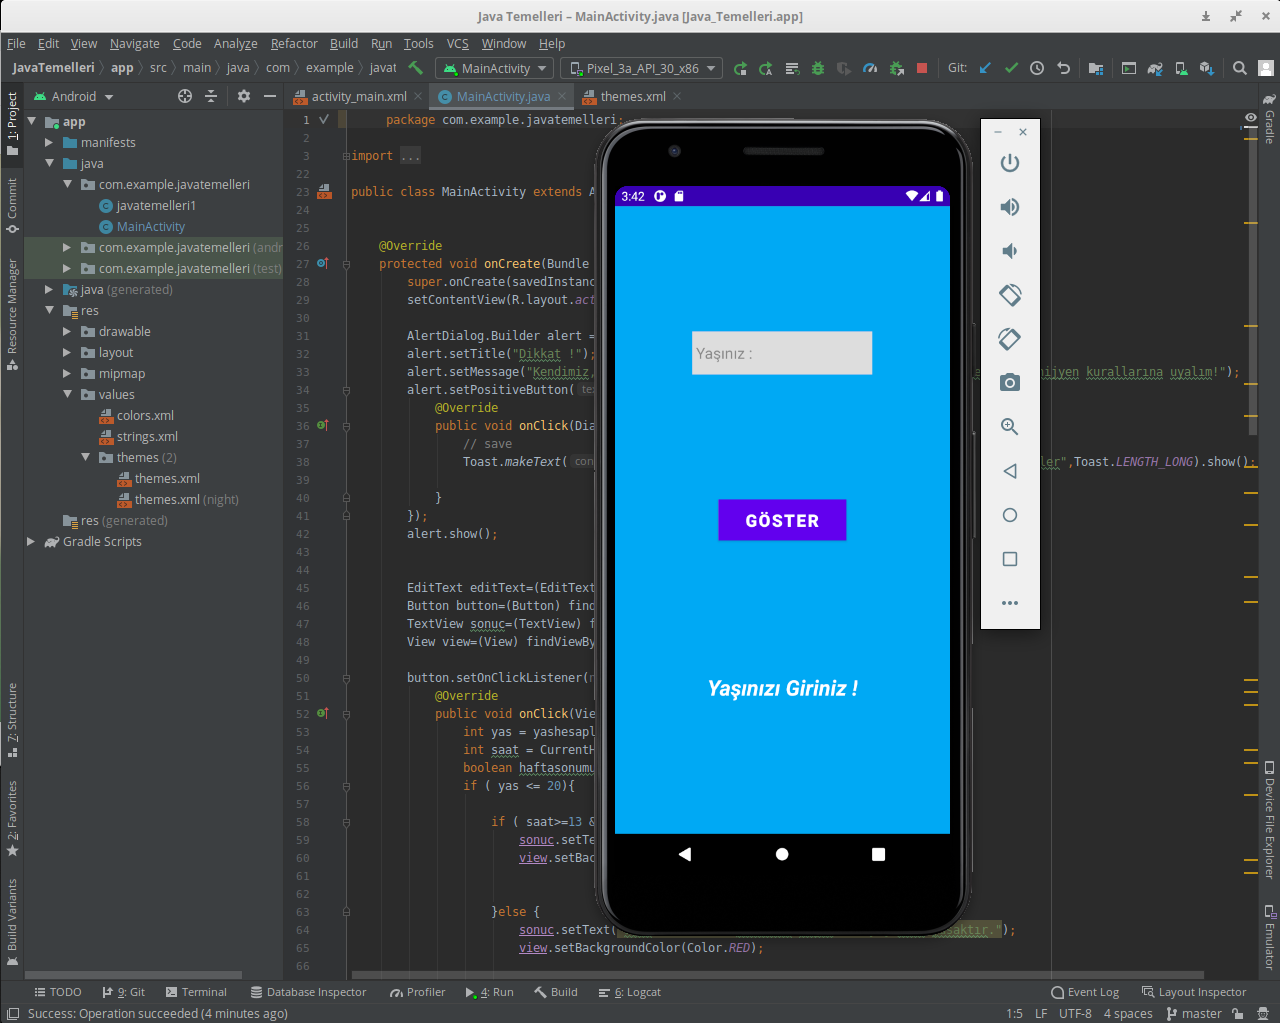 Java Temelleri – MainActivity.java [Java_Temelleri.app]
File Edit View Navigate Code Analyze Refactor Build Run Tools VCS Window Help
JavaTemelleri app src main java com example javat MainActivity Pixel_3a_API_30_x86 Git:
1: Project
Commit
Resource Manager
7: Structure
2: Favorites
Build Variants
Android
app
manifests
java
com.example.javatemelleri
javatemelleri1
MainActivity
com.example.javatemelleri (andr
com.example.javatemelleri (test)
java (generated)
res
drawable
layout
mipmap
values
colors.xml
strings.xml
themes (2)
themes.xml
themes.xml (night)
res (generated)
Gradle Scripts
activity_main.xml MainActivity.java themes.xml
1 package com.example.javatemelleri;
2
3 import ...
22
23 public class MainActivity extends A
24
25
26 @Override
27 protected void onCreate(Bundle
28 super.onCreate(savedInstanc
29 setContentView(R.layout.act
30
31 AlertDialog.Builder alert =
32 alert.setTitle("Dikkat !");
33 alert.setMessage("Kendimiz, hijyen kurallarına uyalım!");
34 alert.setPositiveButton( tex
35 @Override
36 public void onClick(Dia
37 // save
38 Toast.makeText( con ler",Toast.LENGTH_LONG).show();
39
40 }
41 });
42 alert.show();
43
44
45 EditText editText=(EditText
46 Button button=(Button) find
47 TextView sonuc=(TextView) f
48 View view=(View) findViewBy
49
50 button.setOnClickListener(n
51 @Override
52 public void onClick(Vie
53 int yas = yashesapl
54 int saat = CurrentH
55 boolean haftasonumu
56 if ( yas <= 20){
57
58 if ( saat>=13 &
59 sonuc.setTe
60 view.setBac
61
62
63 }else {
64 sonuc.setText( saktır.");
65 view.setBackgroundColor(Color.RED);
66
3:42
Yaşınız :
GÖSTER
Yaşınızı Giriniz !
Gradle
Device File Explorer
Emulator
TODO 9: Git Terminal Database Inspector Profiler 4: Run Build 6: Logcat Event Log Layout Inspector
Success: Operation succeeded (4 minutes ago) 1:5 LF UTF-8 4 spaces master